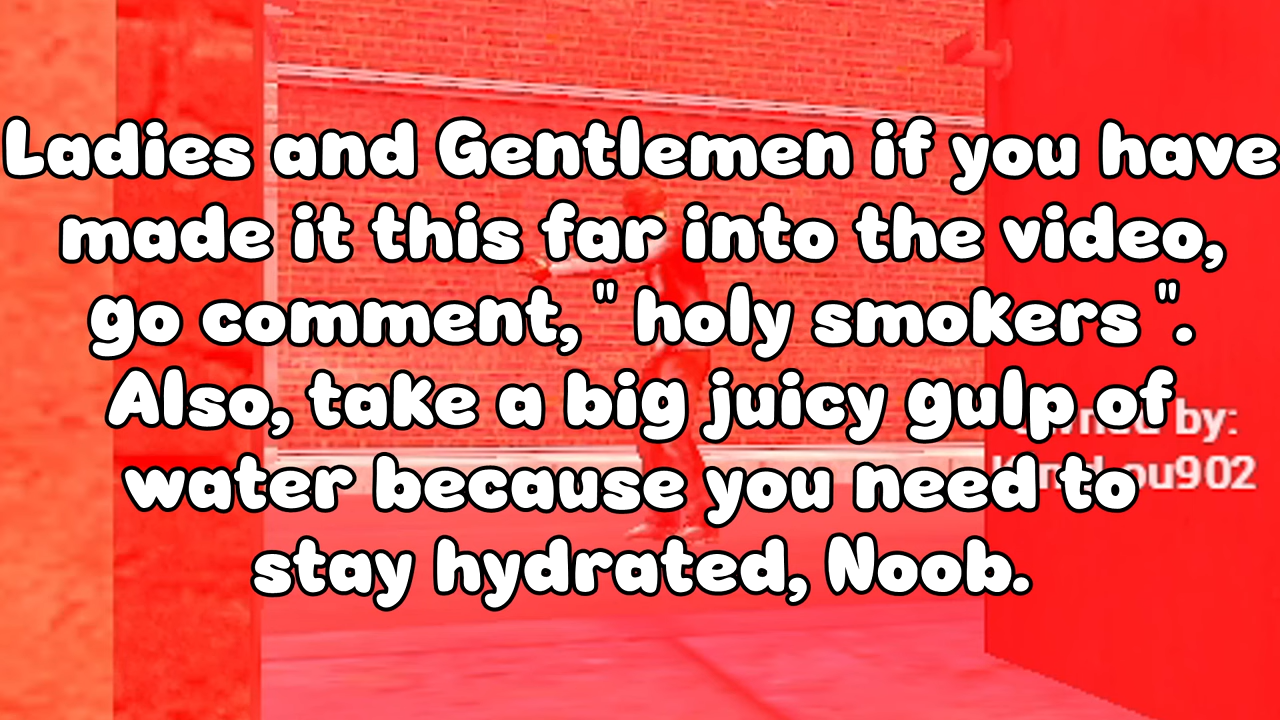 Ladies and Gentlemen if you have
made it this far into the video,
go comment, " holy smokers ".
Also, take a big juicy gulp of
water because you need to
stay hydrated, Noob.
by: